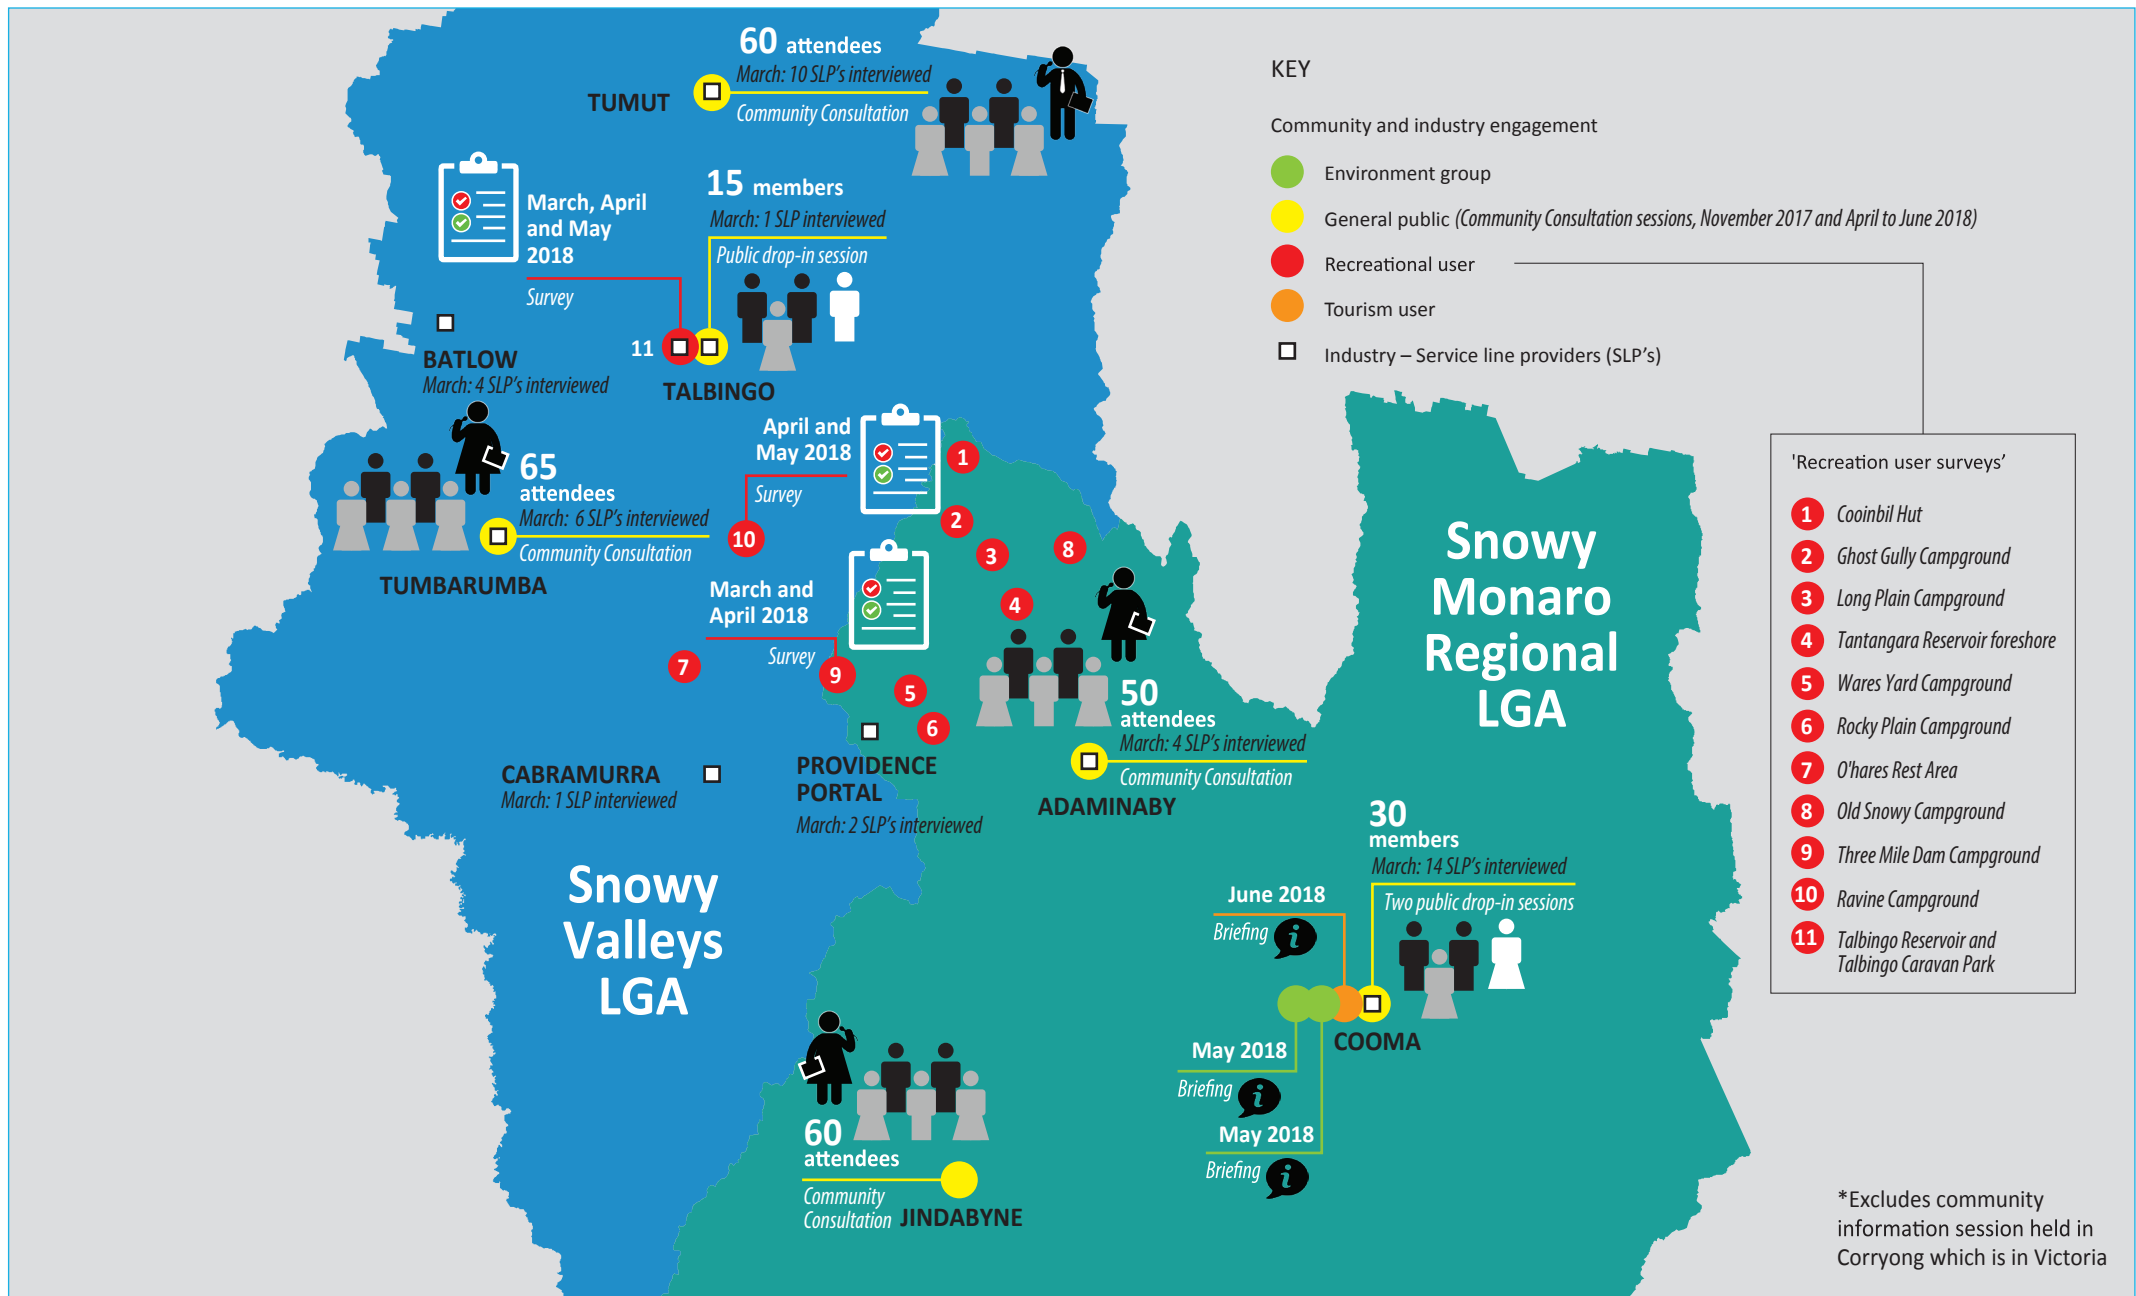 60 attendees
March: 10 SLP's interviewed
TUMUT
Community Consultation
March, April
and May
2018
Survey
15 members
March: 1 SLP interviewed
Public drop-in session
BATLOW
March: 4 SLP's interviewed
11
TALBINGO
65
attendees
March: 6 SLP's interviewed
Community Consultation
TUMBARUMBA
April and
May 2018
Survey
10
March and
April 2018
Survey
7
9
1
2
3
8
4
5
6
50
attendees
March: 4 SLP's interviewed
Community Consultation
ADAMINABY
CABRAMURRA
March: 1 SLP interviewed
PROVIDENCE
PORTAL
March: 2 SLP's interviewed
Snowy
Valleys
LGA
Snowy
Monaro
Regional
LGA
30
members
March: 14 SLP's interviewed
Two public drop-in sessions
June 2018
Briefing
i
COOMA
May 2018
Briefing
i
May 2018
Briefing
i
60
attendees
Community
Consultation
JINDABYNE
KEY
Community and industry engagement
Environment group
General public (Community Consultation sessions, November 2017 and April to June 2018)
Recreational user
Tourism user
Industry – Service line providers (SLP's)
'Recreation user surveys’
1 Cooinbil Hut
2 Ghost Gully Campground
3 Long Plain Campground
4 Tantangara Reservoir foreshore
5 Wares Yard Campground
6 Rocky Plain Campground
7 O'hares Rest Area
8 Old Snowy Campground
9 Three Mile Dam Campground
10 Ravine Campground
11 Talbingo Reservoir and
Talbingo Caravan Park
*Excludes community
information session held in
Corryong which is in Victoria